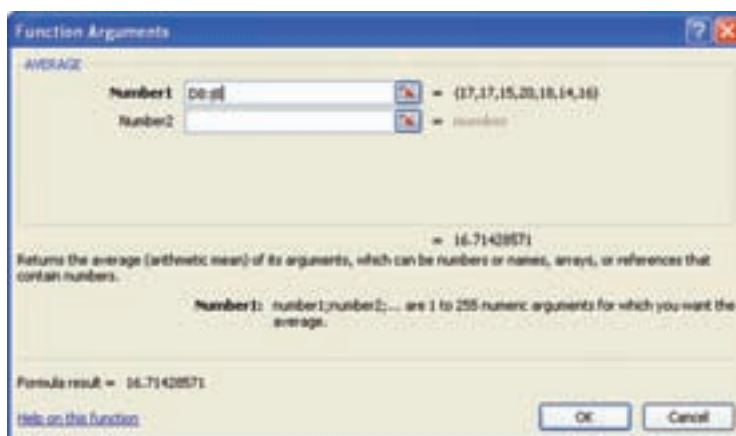 Function Arguments
AVERAGE
Number1 = {17,17,15,20,18,14,16}
Number2 = number
= 16.71428571
Returns the average (arithmetic mean) of its arguments, which can be numbers or names, arrays, or references that
contain numbers.
Number1: number1;number2;... are 1 to 255 numeric arguments for which you want the
average.
Formula result = 16.71428571
Help on this function
OK Cancel